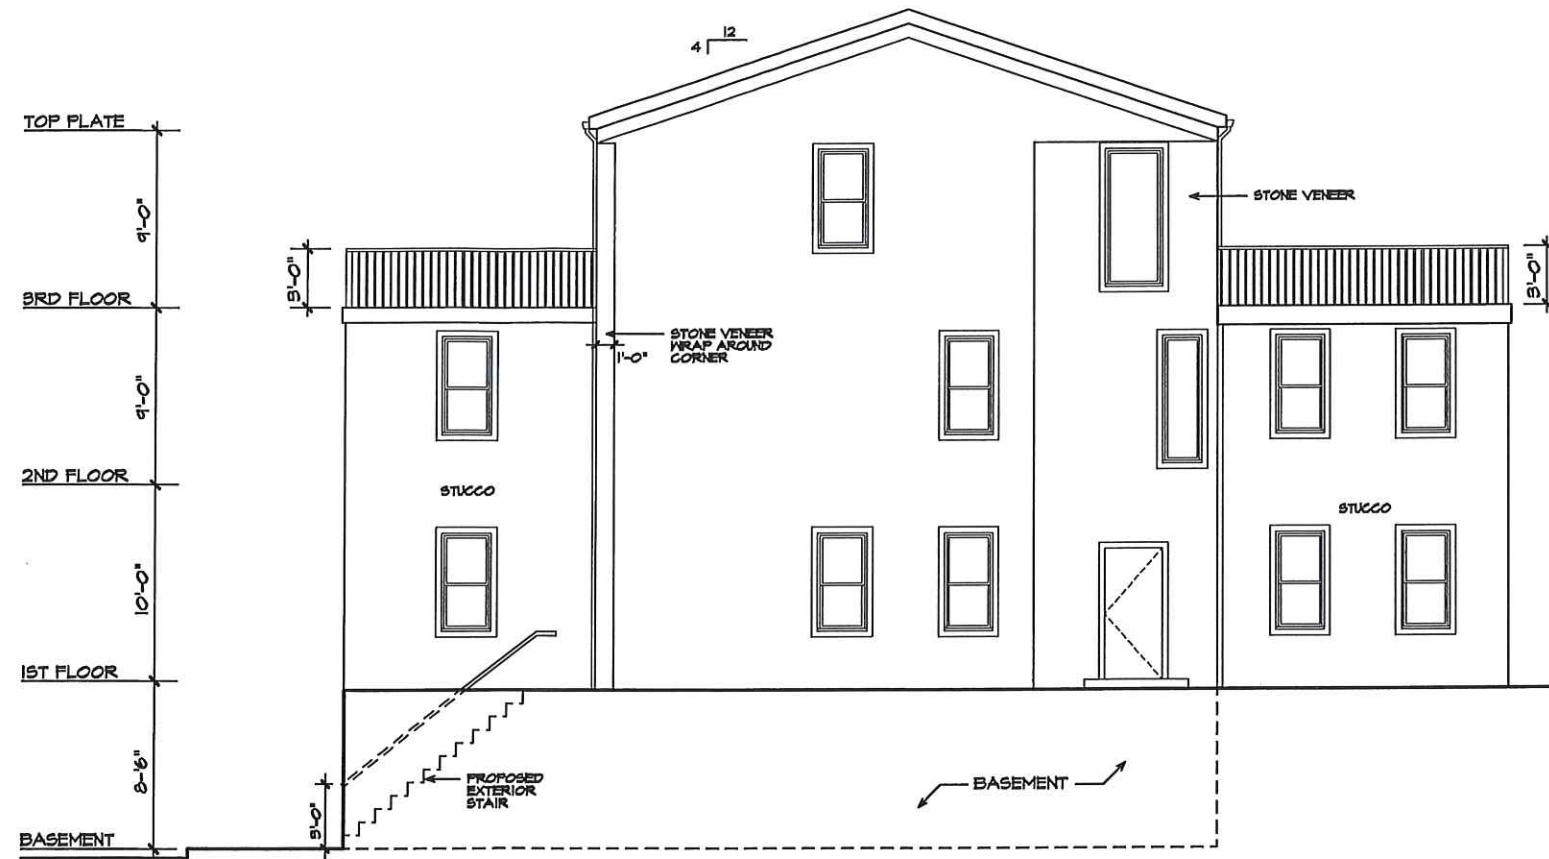 12
4
TOP PLATE
STONE VENEER
9'-0"
3'-0"
3'-0"
3RD FLOOR
STONE VENEER
WRAP AROUND
CORNER
1'-0"
9'-0"
2ND FLOOR
STUCCO
STUCCO
10'-0"
1ST FLOOR
8-'6"
PROPOSED
EXTERIOR
STAIR
BASEMENT
3'-0"
BASEMENT